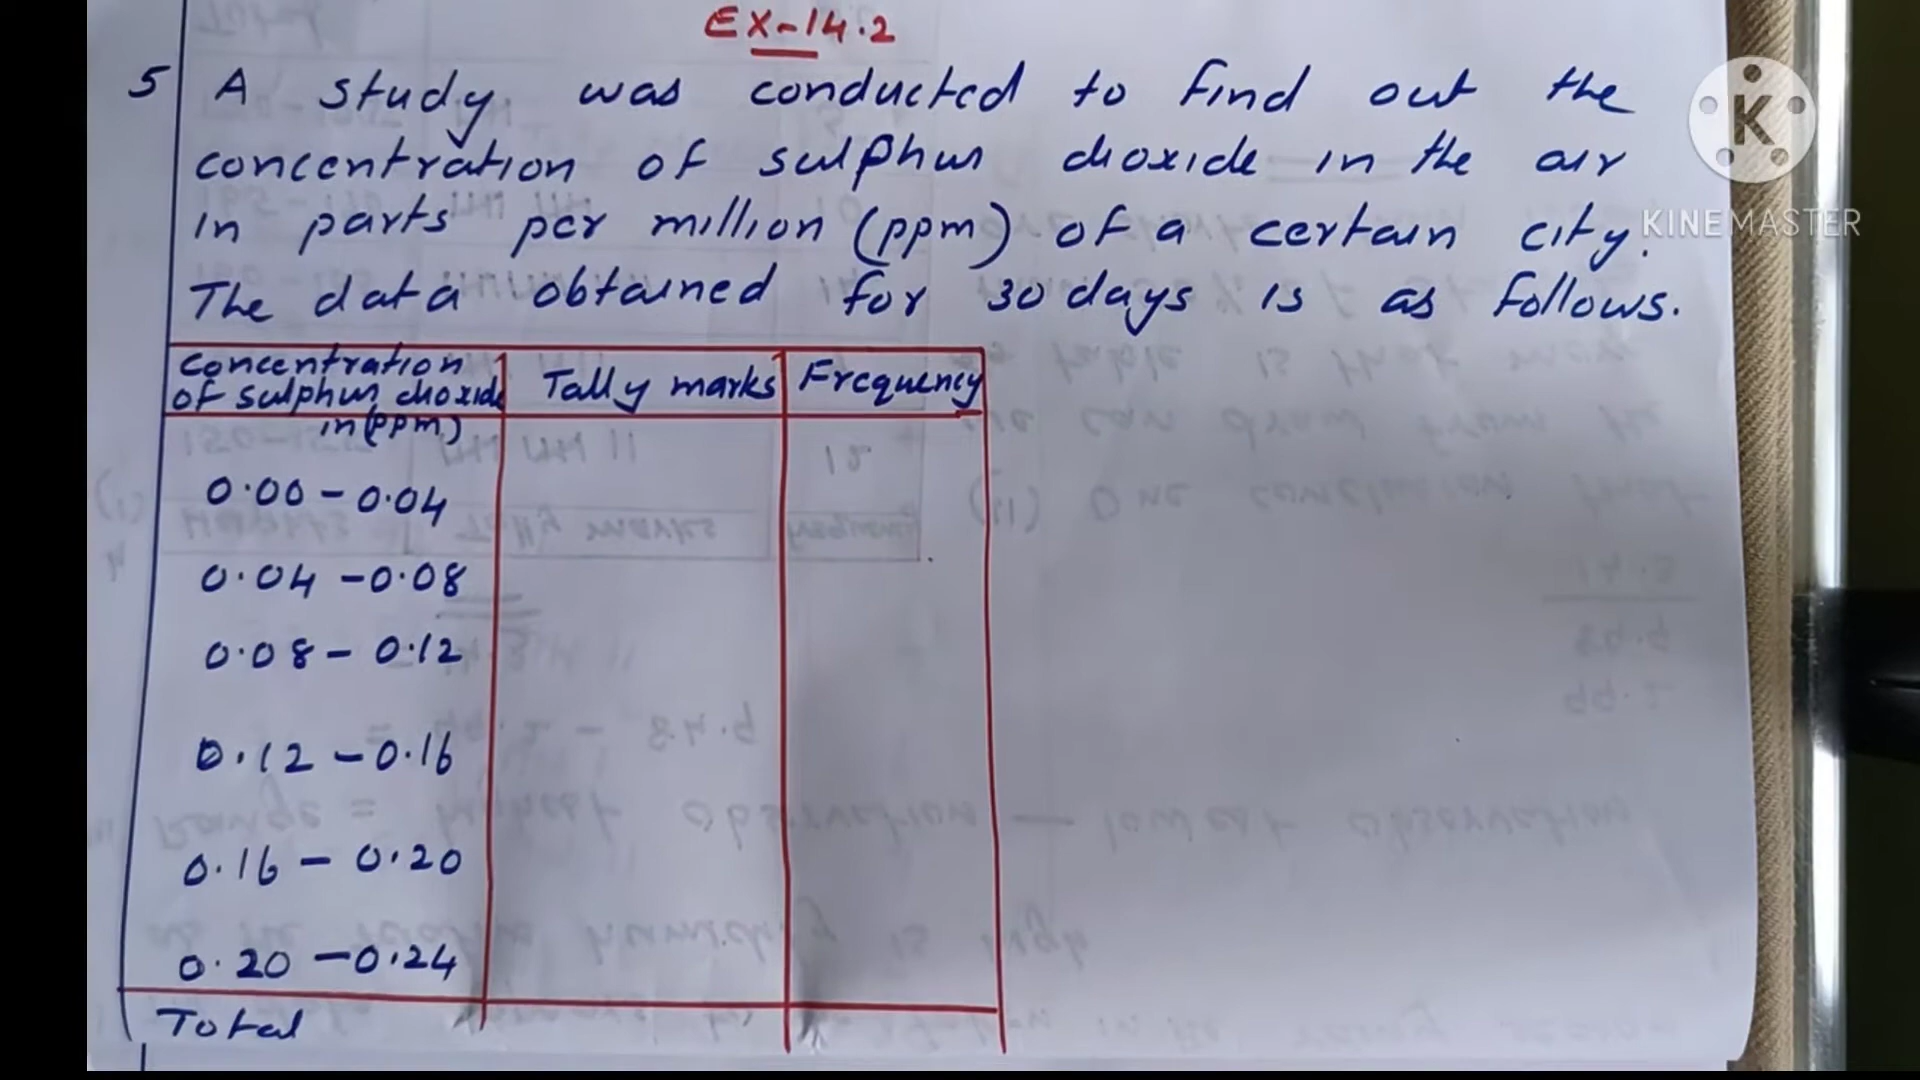 Ex-14.2
5 A study was conducted to find out the
concentration of sulphur dioxide in the air
in parts per million (ppm) of a certain city.
The data obtained for 30 days is as follows.
Concentration of sulphur dioxide in (ppm) Tally marks Frequency
0.00 - 0.04
0.04 - 0.08
0.08 - 0.12
0.12 - 0.16
0.16 - 0.20
0.20 - 0.24
Total
K
KINEMASTER